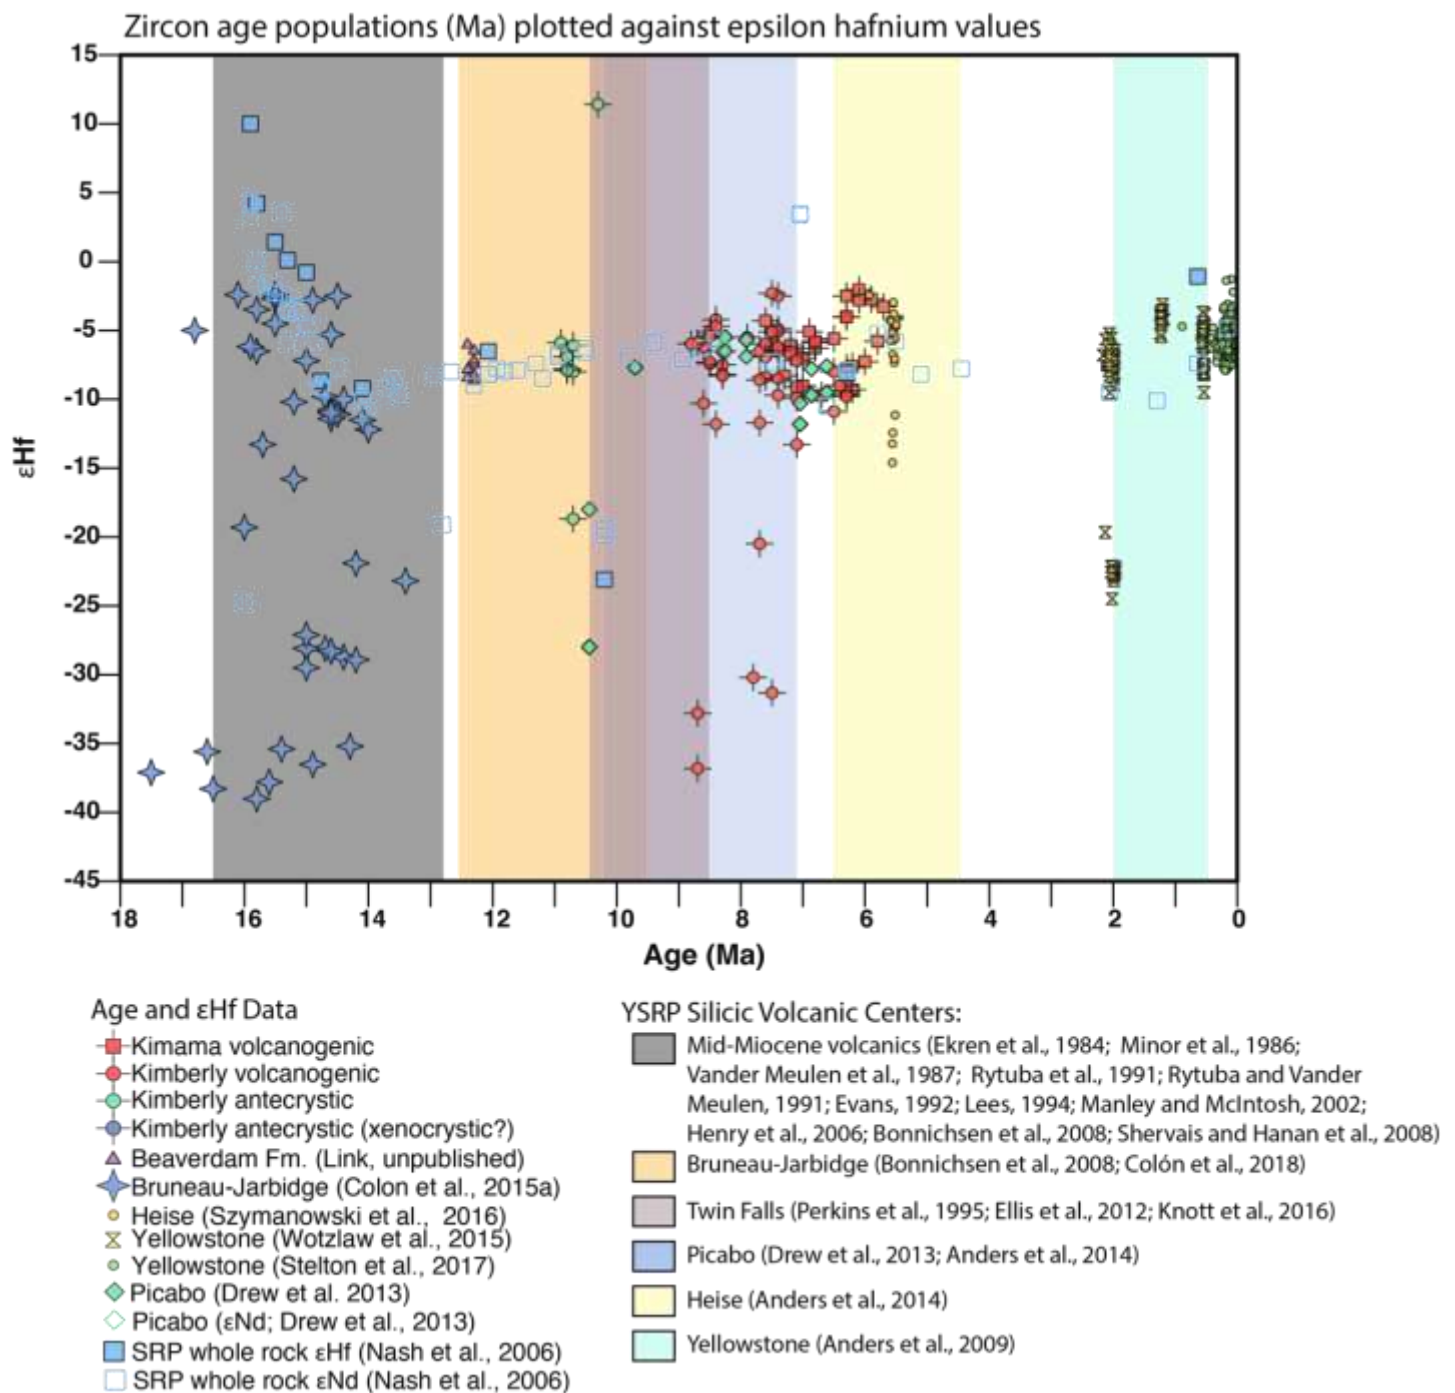 Zircon age populations (Ma) plotted against epsilon hafnium values
15
10
5
0
-5
-10
-15
-20
-25
-30
-35
-40
-45
εHf
18 16 14 12 10 8 6 4 2 0
Age (Ma)
Age and εHf Data
Kimama volcanogenic
Kimberly volcanogenic
Kimberly antecrystic
Kimberly antecrystic (xenocrystic?)
Beaverdam Fm. (Link, unpublished)
Bruneau-Jarbidge (Colon et al., 2015a)
Heise (Szymanowski et al., 2016)
Yellowstone (Wotzlaw et al., 2015)
Yellowstone (Stelton et al., 2017)
Picabo (Drew et al. 2013)
Picabo (εNd; Drew et al., 2013)
SRP whole rock εHf (Nash et al., 2006)
SRP whole rock εNd (Nash et al., 2006)
YSRP Silicic Volcanic Centers:
Mid-Miocene volcanics (Ekren et al., 1984; Minor et al., 1986;
Vander Meulen et al., 1987; Rytuba et al., 1991; Rytuba and Vander
Meulen, 1991; Evans, 1992; Lees, 1994; Manley and McIntosh, 2002;
Henry et al., 2006; Bonnichsen et al., 2008; Shervais and Hanan et al., 2008)
Bruneau-Jarbidge (Bonnichsen et al., 2008; Colón et al., 2018)
Twin Falls (Perkins et al., 1995; Ellis et al., 2012; Knott et al., 2016)
Picabo (Drew et al., 2013; Anders et al., 2014)
Heise (Anders et al., 2014)
Yellowstone (Anders et al., 2009)